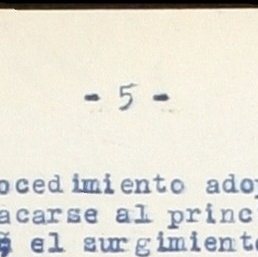 - 5 -
ocedimiento ado
acarse al princ
el surgimient